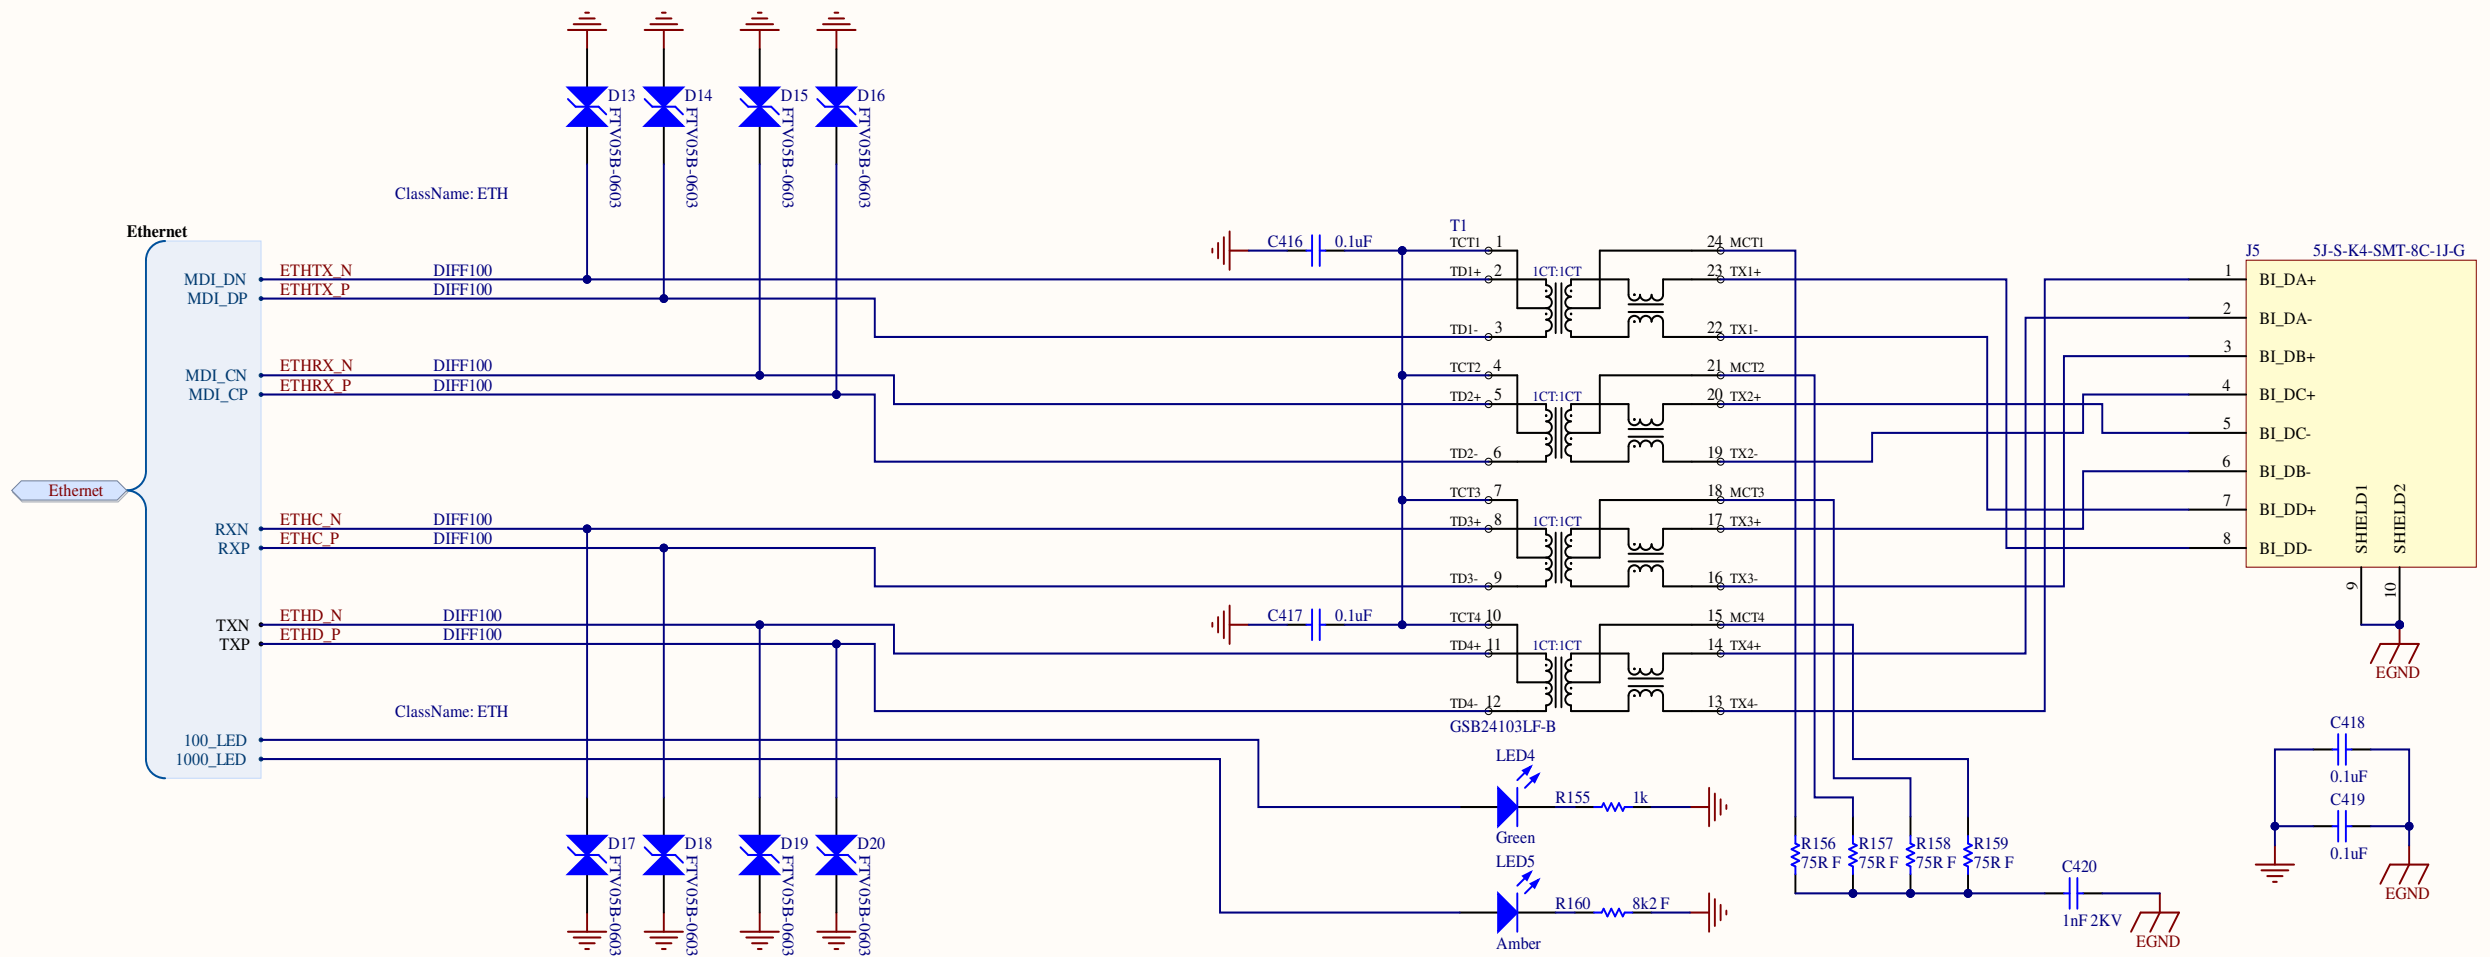 D13
FTV05B-0603
D14
FTV05B-0603
D15
FTV05B-0603
D16
FTV05B-0603
ClassName: ETH
Ethernet
Ethernet
MDI_DN
ETHTX_N
DIFF100
MDI_DP
ETHTX_P
DIFF100
MDI_CN
ETHRX_N
DIFF100
MDI_CP
ETHRX_P
DIFF100
RXN
ETHC_N
DIFF100
RXP
ETHC_P
DIFF100
TXN
ETHD_N
DIFF100
TXP
ETHD_P
DIFF100
ClassName: ETH
100_LED
1000_LED
D17
FTV05B-0603
D18
FTV05B-0603
D19
FTV05B-0603
D20
FTV05B-0603
C416
0.1uF
C417
0.1uF
T1
TCT1 1
TD1+ 2
TD1- 3
TCT2 4
TD2+ 5
TD2- 6
TCT3 7
TD3+ 8
TD3- 9
TCT4 10
TD4+ 11
TD4- 12
1CT:1CT
1CT:1CT
1CT:1CT
1CT:1CT
24 MCT1
23 TX1+
22 TX1-
21 MCT2
20 TX2+
19 TX2-
18 MCT3
17 TX3+
16 TX3-
15 MCT4
14 TX4+
13 TX4-
GSB24103LF-B
LED4
Green
R155
1k
LED5
Amber
R160
8k2 F
R156
75R F
R157
75R F
R158
75R F
R159
75R F
C420
1nF 2KV
EGND
J5
5J-S-K4-SMT-8C-1J-G
1 BI_DA+
2 BI_DA-
3 BI_DB+
4 BI_DC+
5 BI_DC-
6 BI_DB-
7 BI_DD+
8 BI_DD-
SHIELD1
SHIELD2
9
10
EGND
C418
0.1uF
C419
0.1uF
EGND